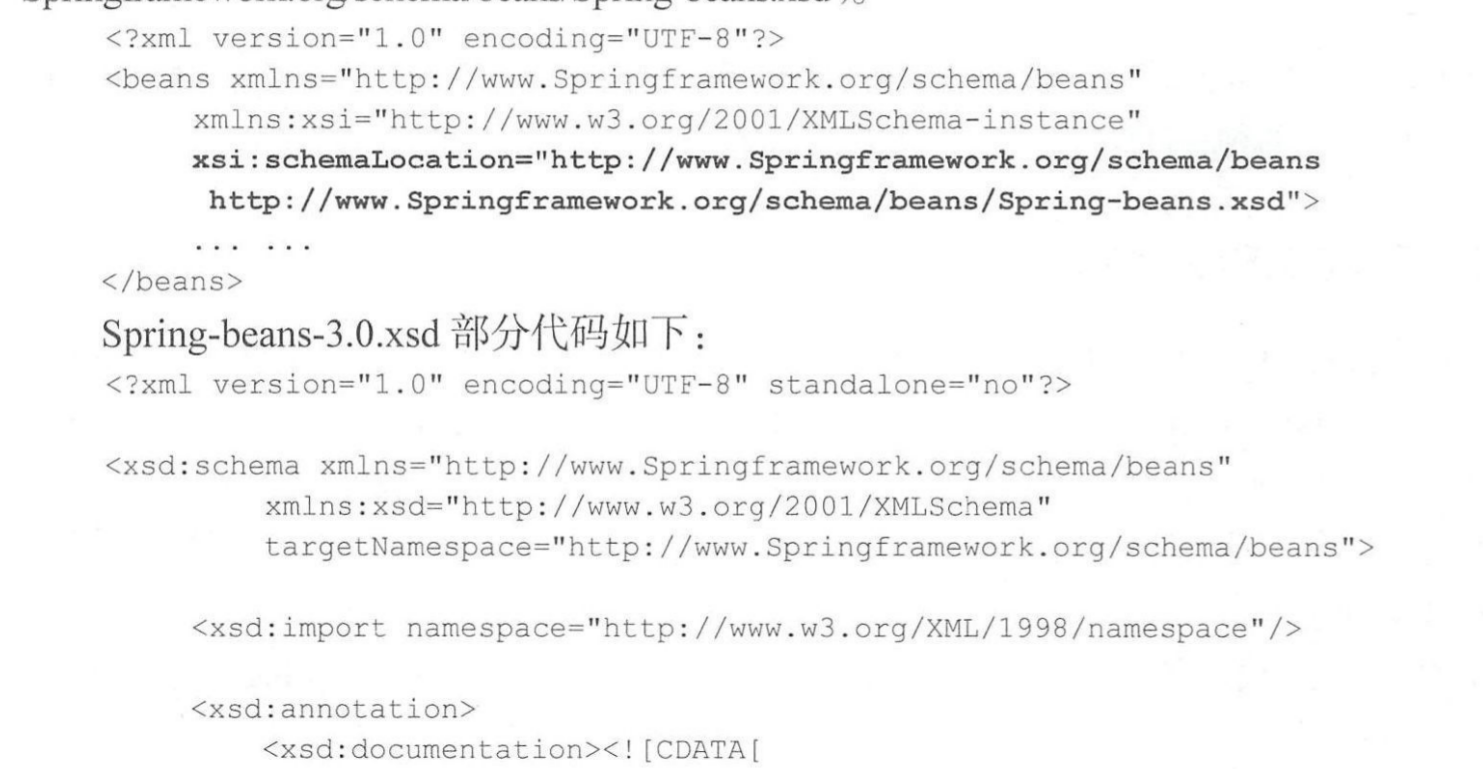 <?xml version="1.0" encoding="UTF-8"?>
<beans xmlns="http://www.Springframework.org/schema/beans"
xmlns:xsi="http://www.w3.org/2001/XMLSchema-instance"
xsi:schemaLocation="http://www.Springframework.org/schema/beans
http://www.Springframework.org/schema/beans/Spring-beans.xsd">
... ...
</beans>
Spring-beans-3.0.xsd 部分代码如下：
<?xml version="1.0" encoding="UTF-8" standalone="no"?>
<xsd:schema xmlns="http://www.Springframework.org/schema/beans"
xmlns:xsd="http://www.w3.org/2001/XMLSchema"
targetNamespace="http://www.Springframework.org/schema/beans">
<xsd:import namespace="http://www.w3.org/XML/1998/namespace"/>
<xsd:annotation>
<xsd:documentation><![CDATA[